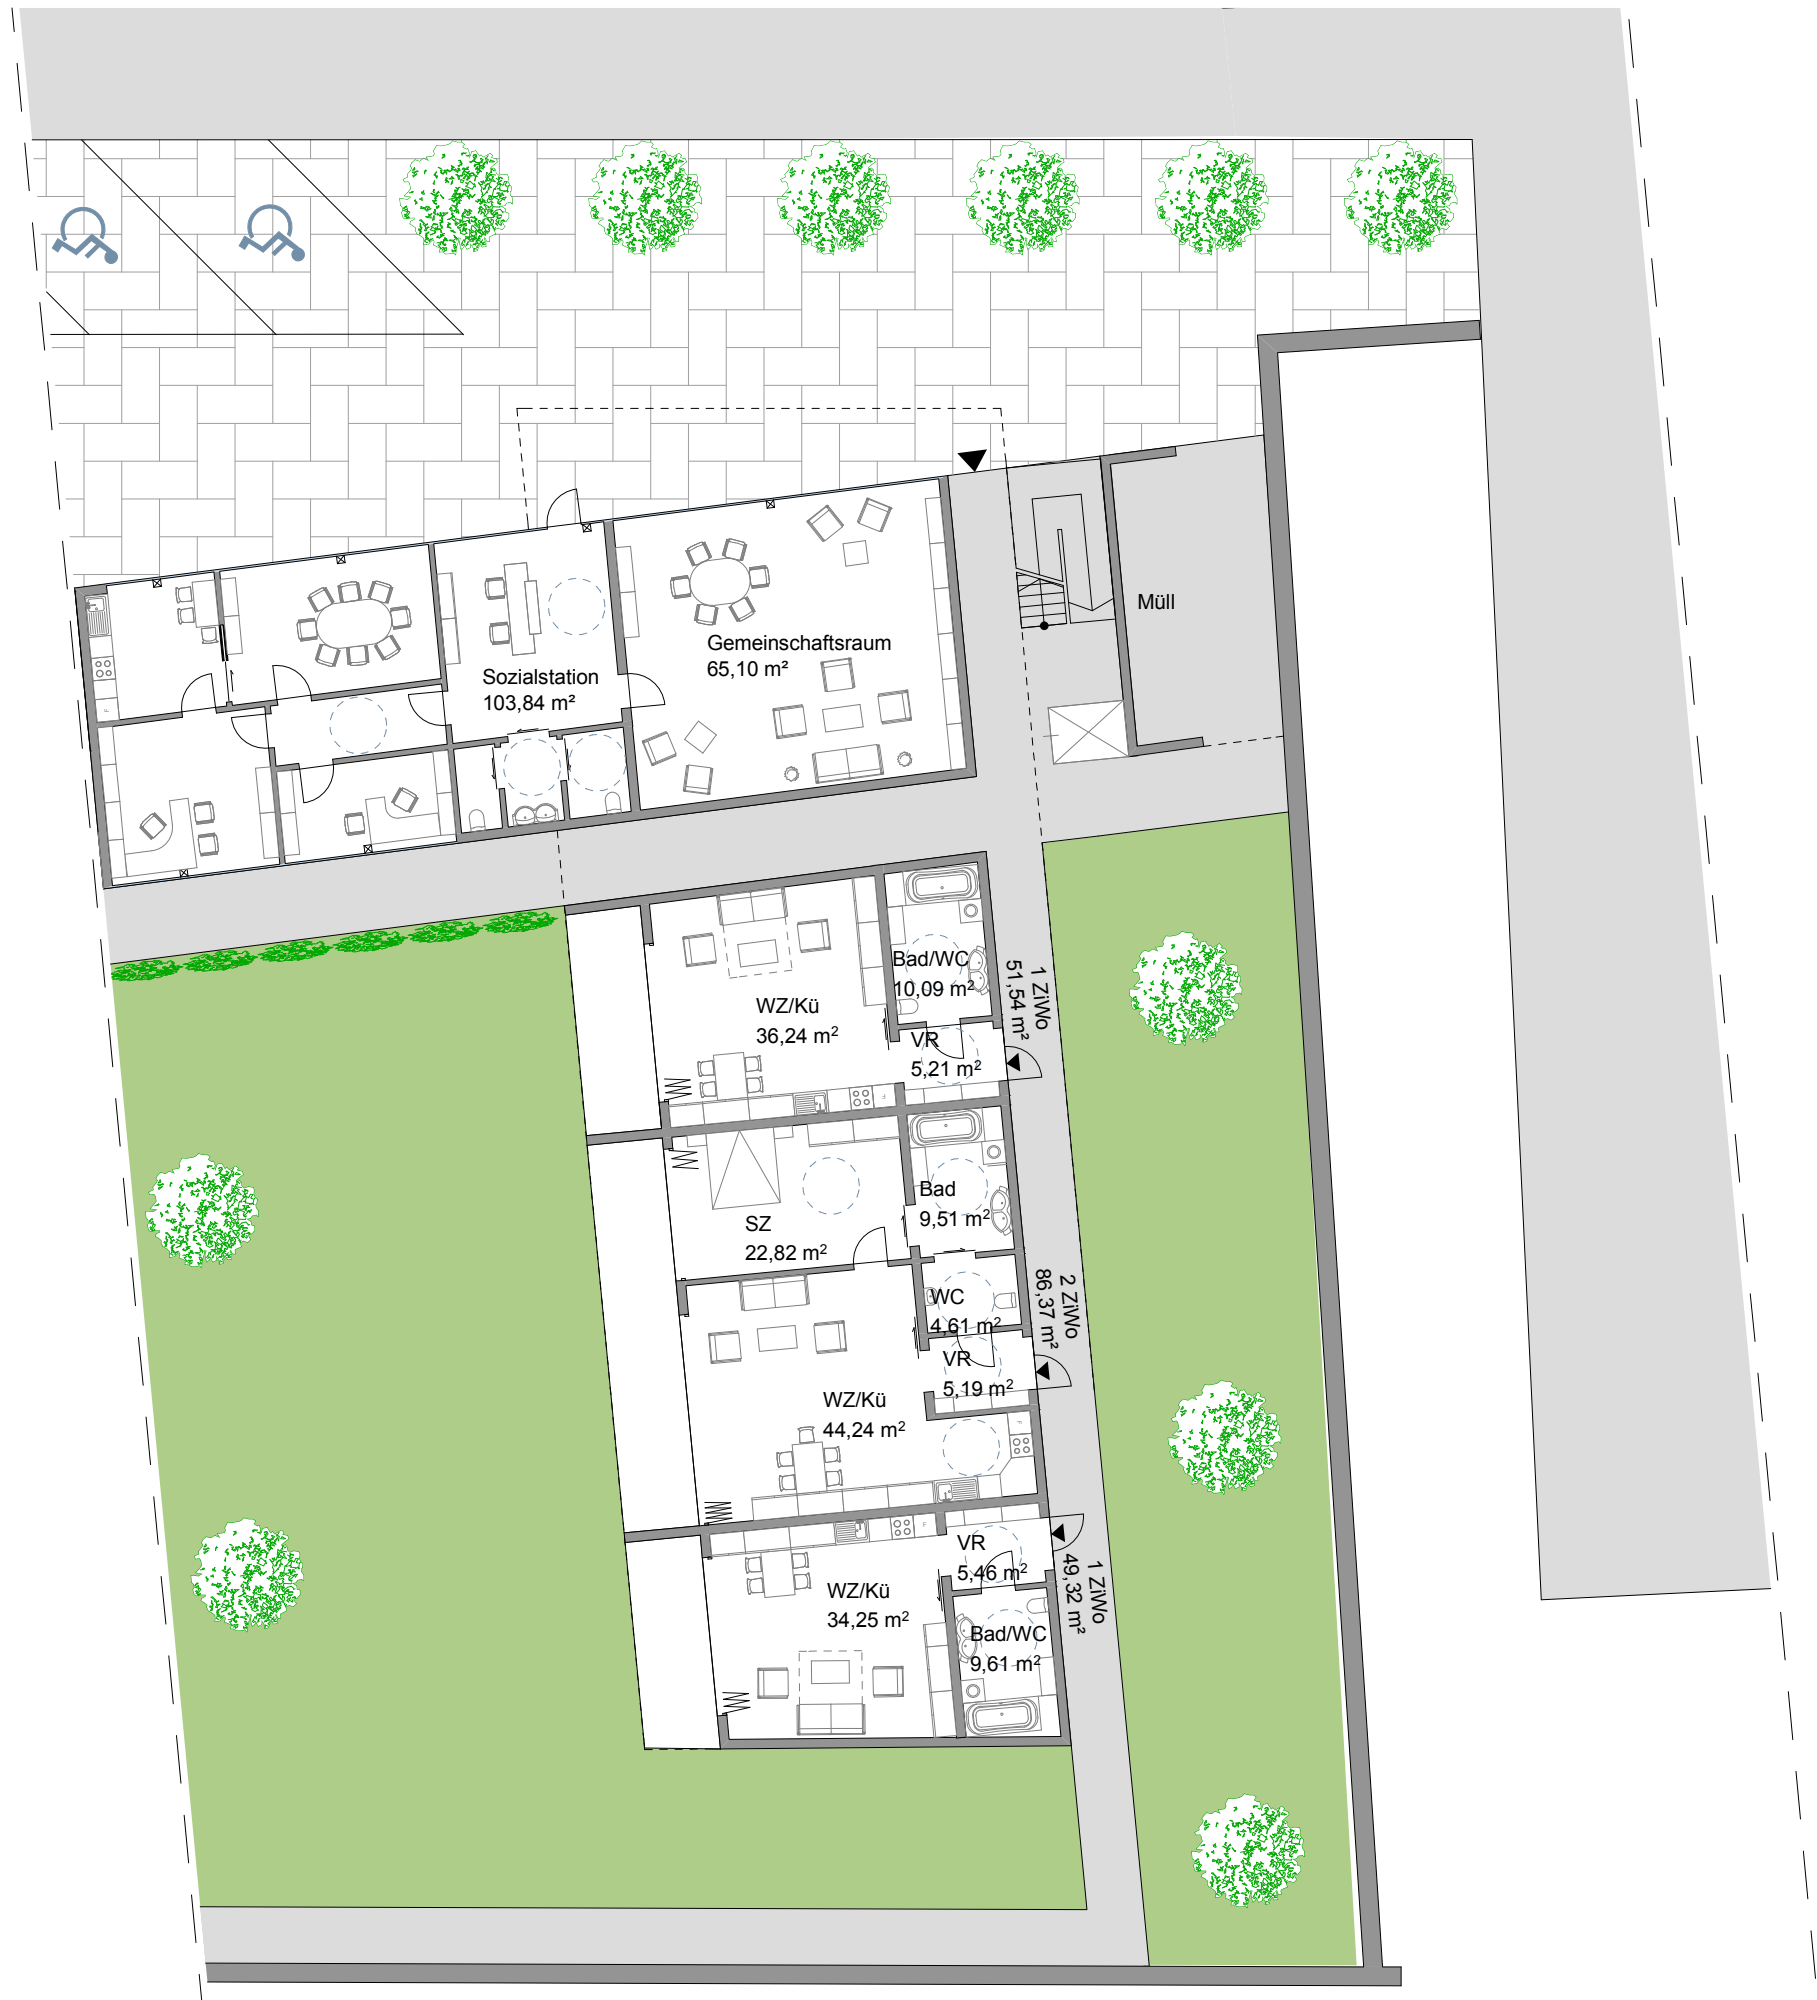 Müll
Gemeinschaftsraum
65,10 m²
Sozialstation
103,84 m²
Bad/WC
10,09 m²
1 ZiWo
51,54 m²
WZ/Kü
36,24 m²
VR
5,21 m²
Bad
9,51 m²
SZ
22,82 m²
2 ZiWo
86,37 m²
WC
4,61 m²
VR
5,19 m²
WZ/Kü
44,24 m²
VR
5,46 m²
1 ZiWo
49,32 m²
WZ/Kü
34,25 m²
Bad/WC
9,61 m²
F
F
F
F